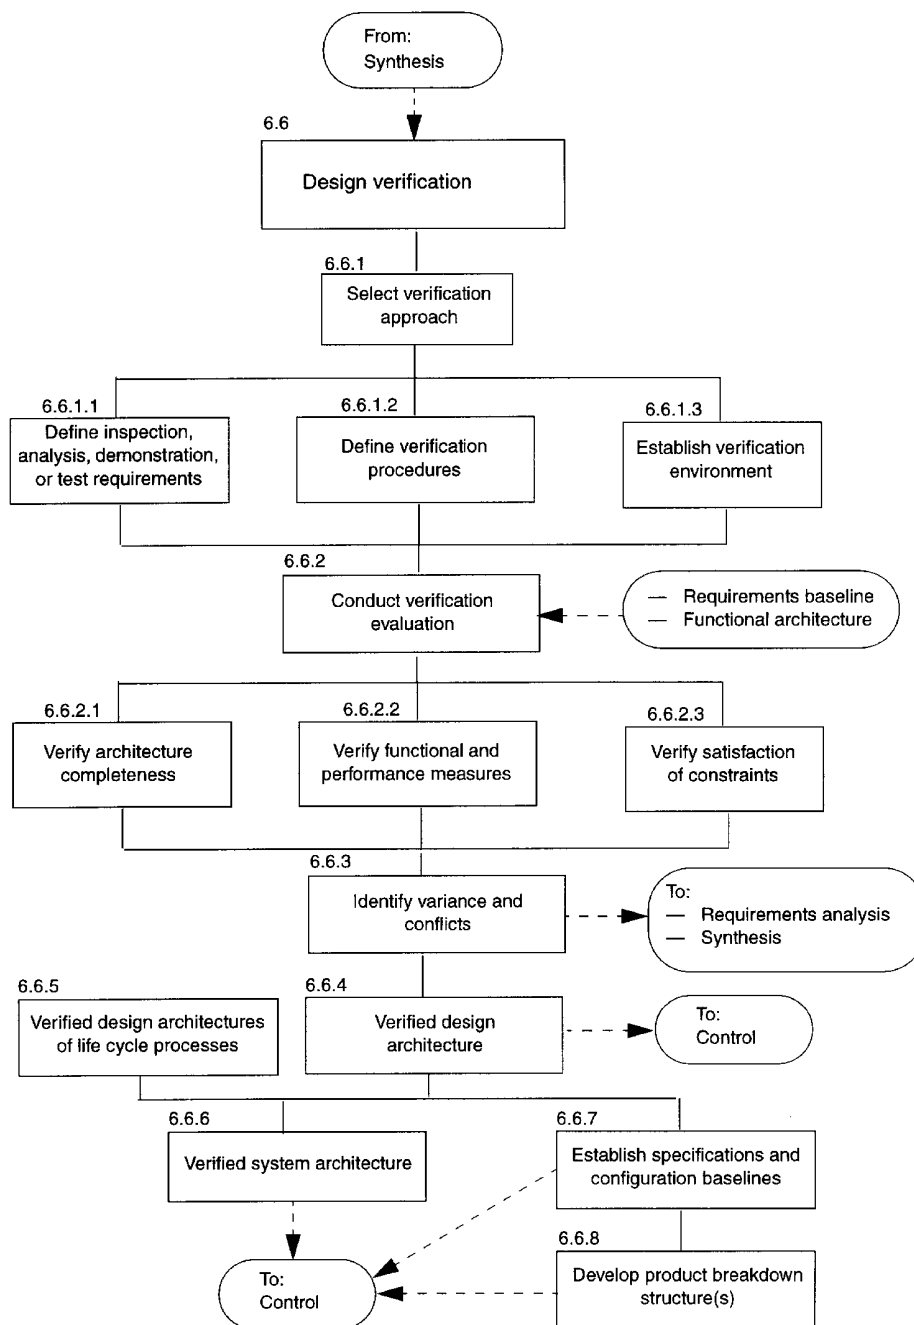 From:
Synthesis
6.6
Design verification
6.6.1
Select verification
approach
6.6.1.1
Define inspection,
analysis, demonstration,
or test requirements
6.6.1.2
Define verification
procedures
6.6.1.3
Establish verification
environment
6.6.2
Conduct verification
evaluation
— Requirements baseline
— Functional architecture
6.6.2.1
Verify architecture
completeness
6.6.2.2
Verify functional and
performance measures
6.6.2.3
Verify satisfaction
of constraints
6.6.3
Identify variance and
conflicts
To:
— Requirements analysis
— Synthesis
6.6.5
Verified design architectures
of life cycle processes
6.6.4
Verified design
architecture
To:
Control
6.6.6
Verified system architecture
6.6.7
Establish specifications and
configuration baselines
6.6.8
Develop product breakdown
structure(s)
To:
Control